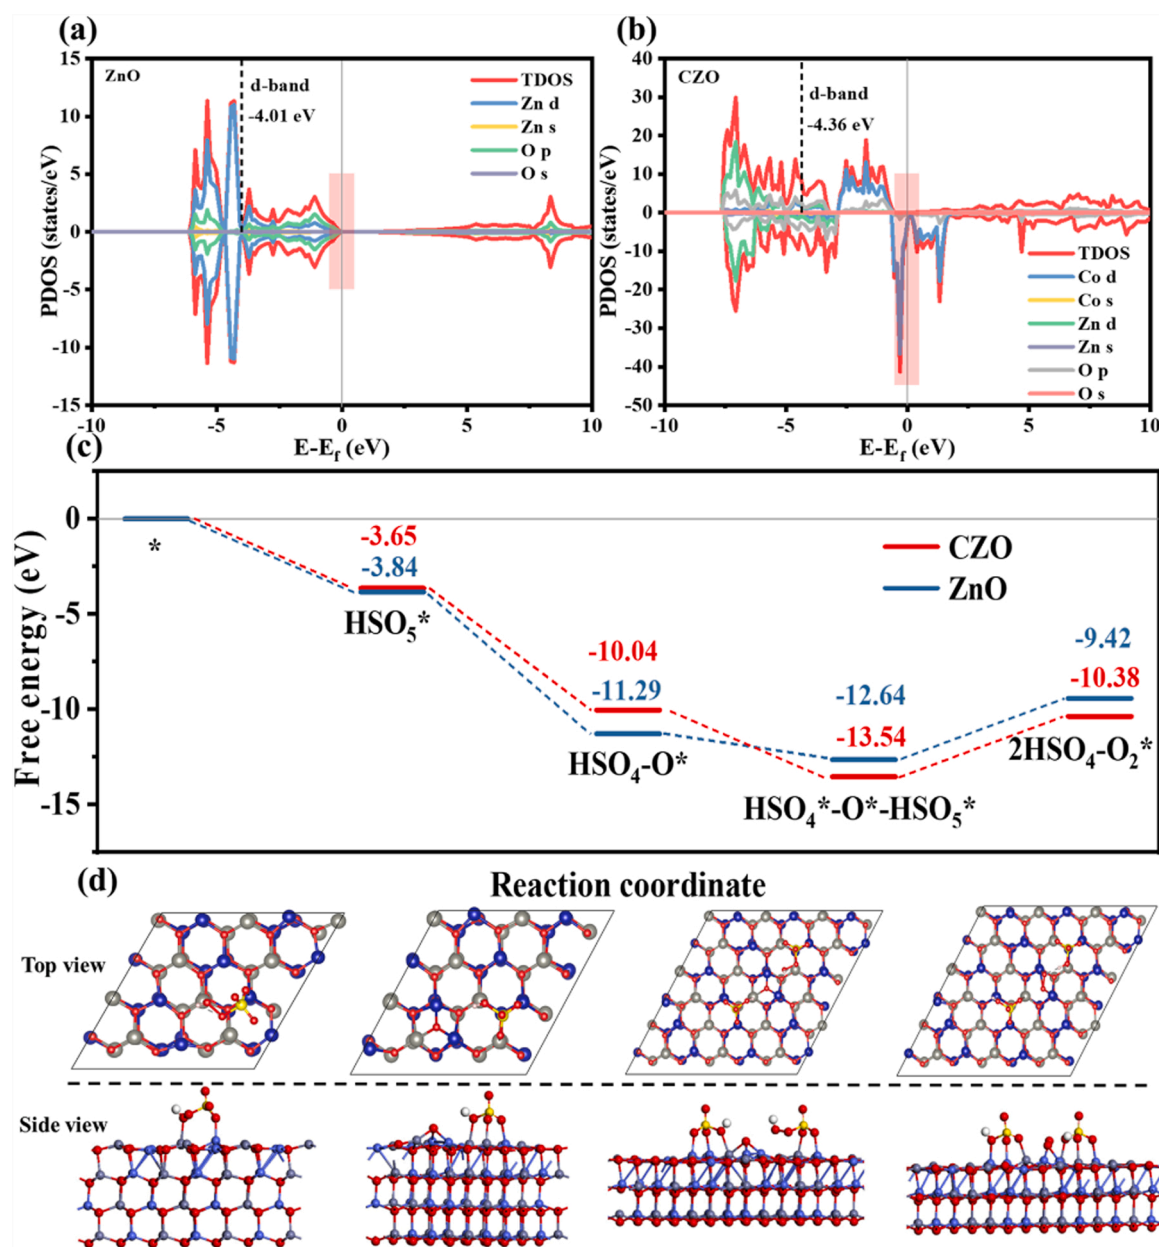 (a)
15
10
5
0
-5
-10
-15
PDOS (states/eV)
ZnO
d-band
-4.01 eV
TDOS
Zn d
Zn s
O p
O s
-10
-5
0
5
10
E-Ef (eV)
(b)
40
30
20
10
0
-10
-20
-30
-40
-50
PDOS (states/eV)
CZO
d-band
-4.36 eV
TDOS
Co d
Co s
Zn d
Zn s
O p
O s
-10
-5
0
5
10
E-Ef (eV)
(c)
Free energy (eV)
0
-5
-10
-15
*
-3.65
-3.84
HSO5*
-10.04
-11.29
HSO4-O*
-12.64
-13.54
HSO4*-O*-HSO5*
-9.42
-10.38
2HSO4-O2*
CZO
ZnO
Reaction coordinate
(d)
Top view
Side view